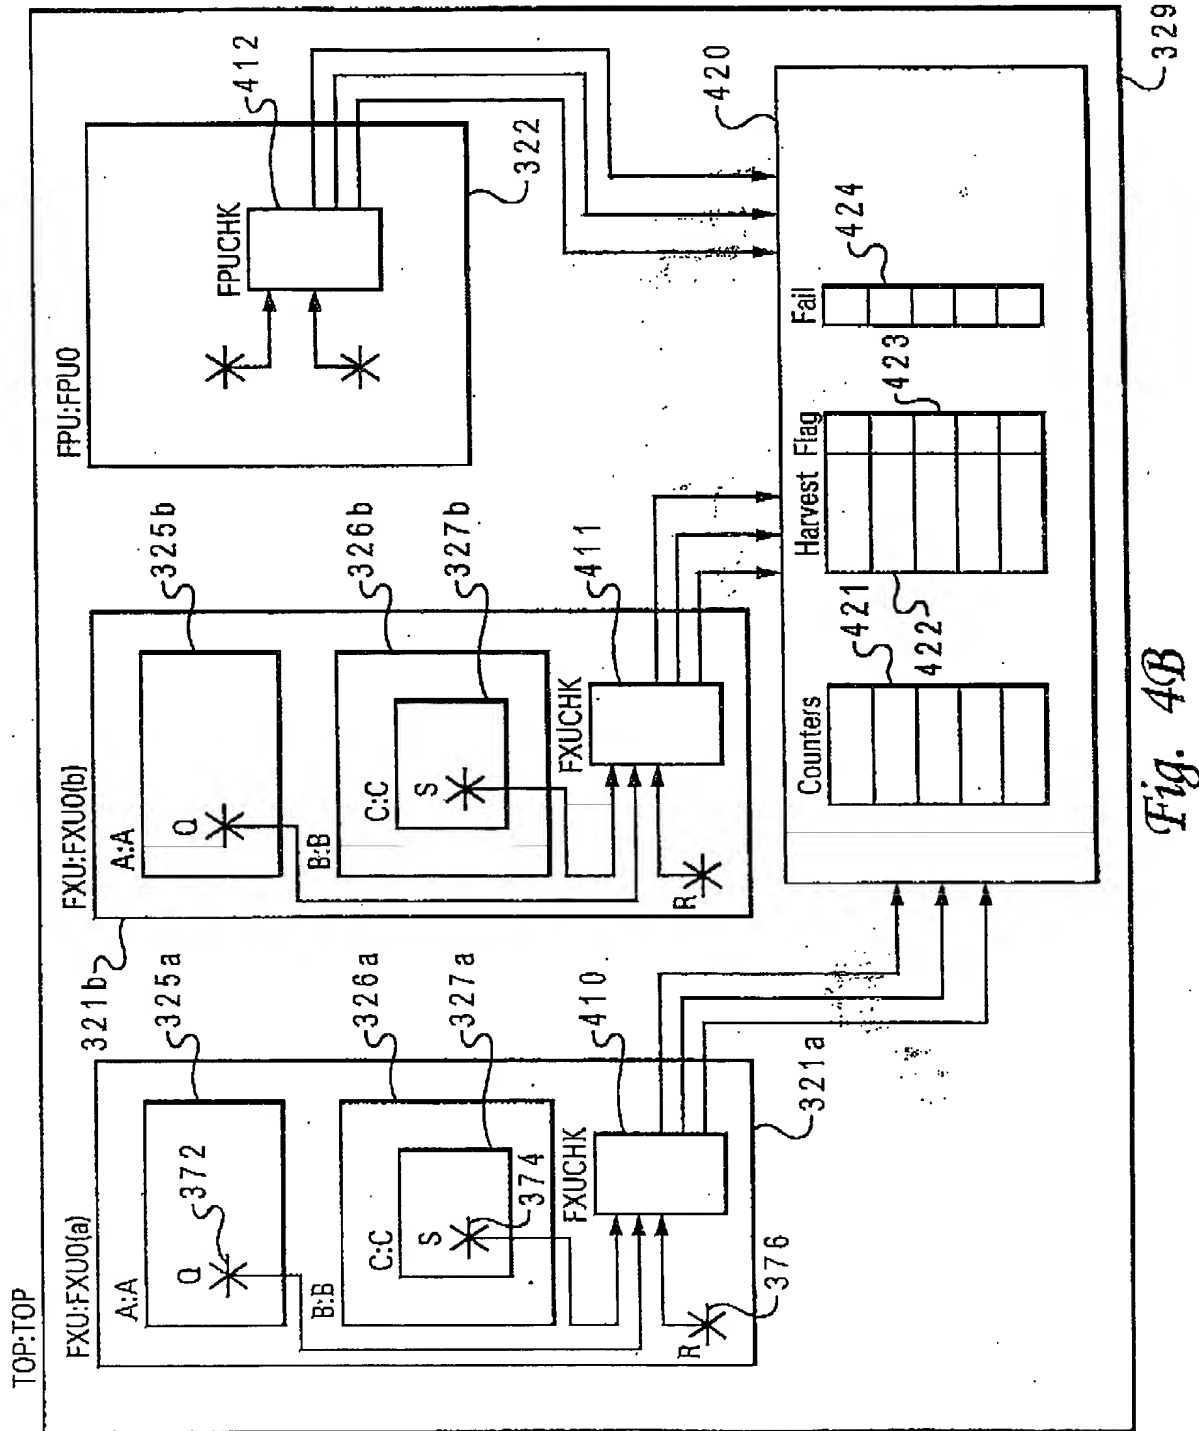 TOP:TOP
FXU:FXU0(a)
A:A
Q
372
325a
B:B
C:C
S
374
326a
327a
FXUCHK
410
R
376
321a
321b
FXU:FXU0(b)
A:A
Q
325b
B:B
C:C
S
326b
327b
FXUCHK
411
R
FPU:FPU0
FPUCHK
412
322
420
Counters
421
422
Harvest Flag
423
Fail
424
329
Fig. 4B